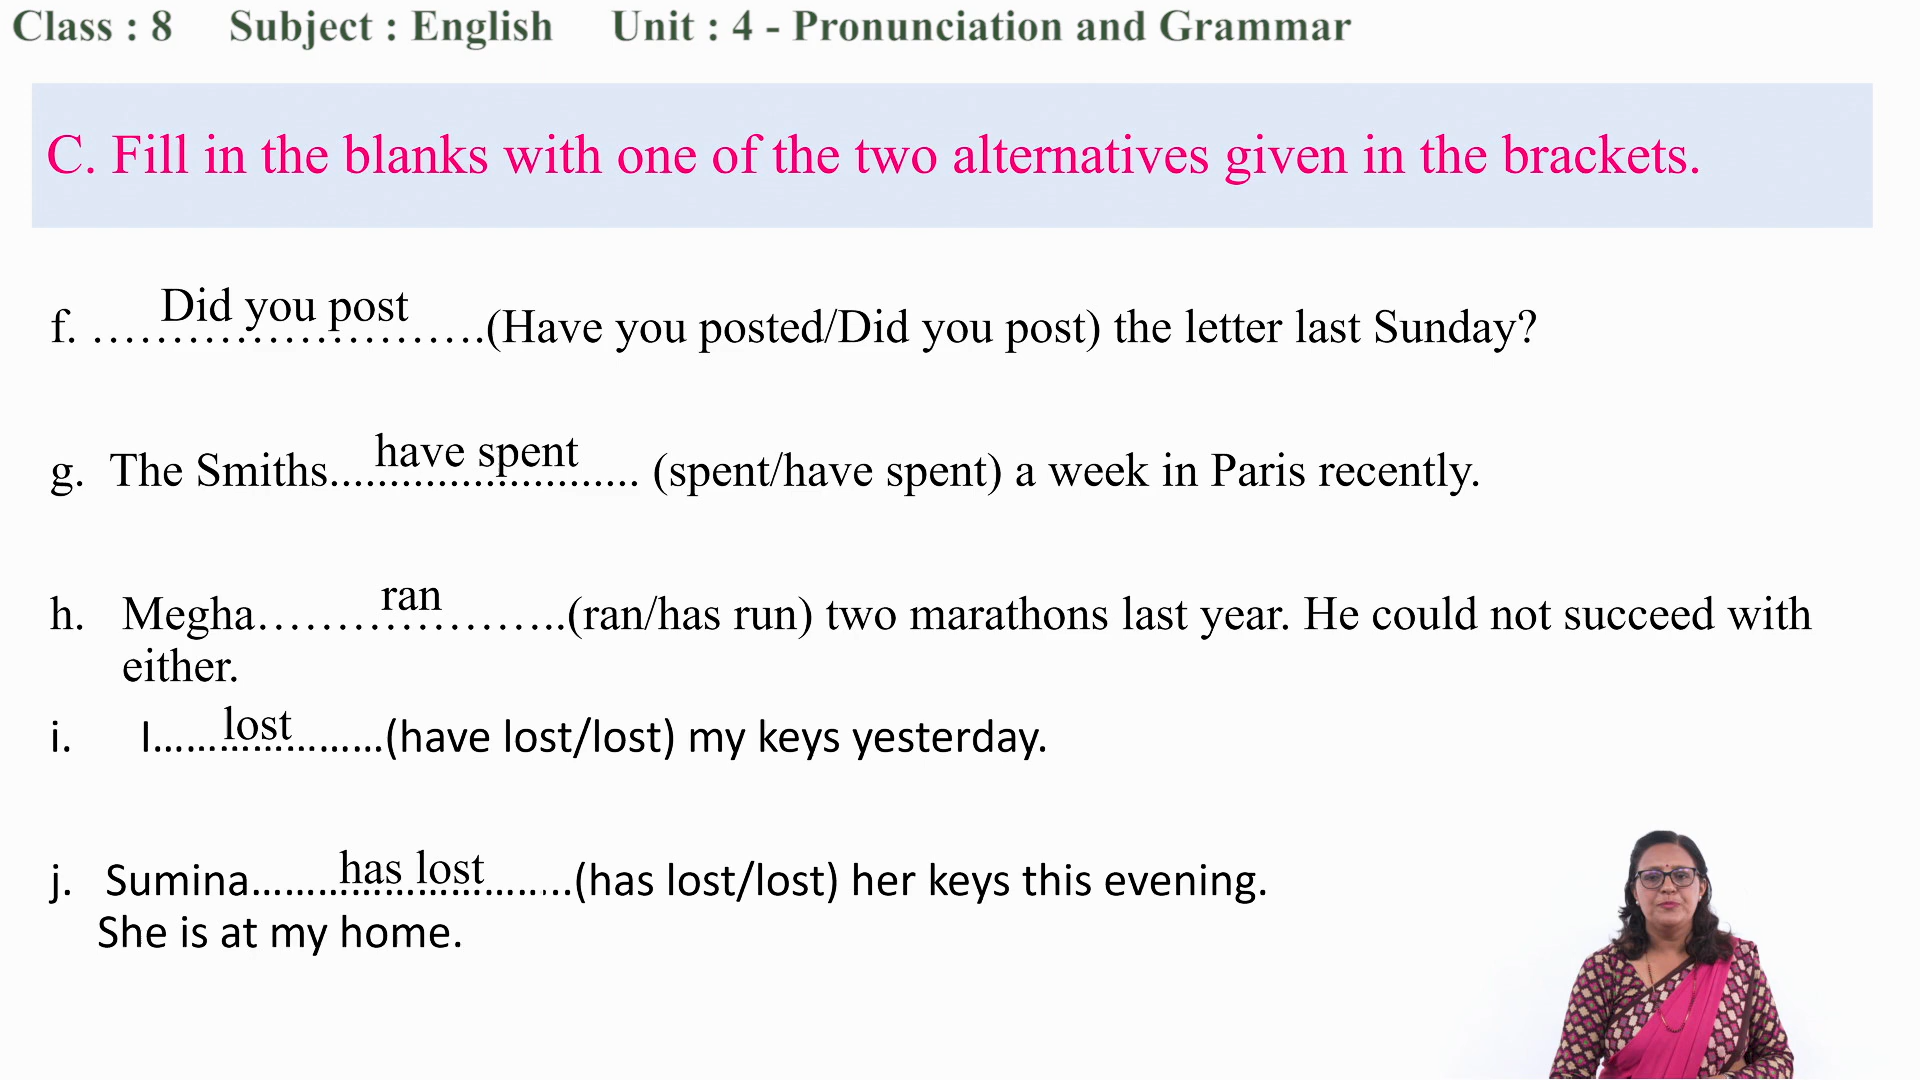 Class : 8 Subject : English Unit : 4 - Pronunciation and Grammar
C. Fill in the blanks with one of the two alternatives given in the brackets.
f. ……Did you post……(Have you posted/Did you post) the letter last Sunday?
g. The Smiths......have spent...... (spent/have spent) a week in Paris recently.
h. Megha……ran……..(ran/has run) two marathons last year. He could not succeed with
either.
i. I……lost……(have lost/lost) my keys yesterday.
j. Sumina……has lost……(has lost/lost) her keys this evening.
She is at my home.